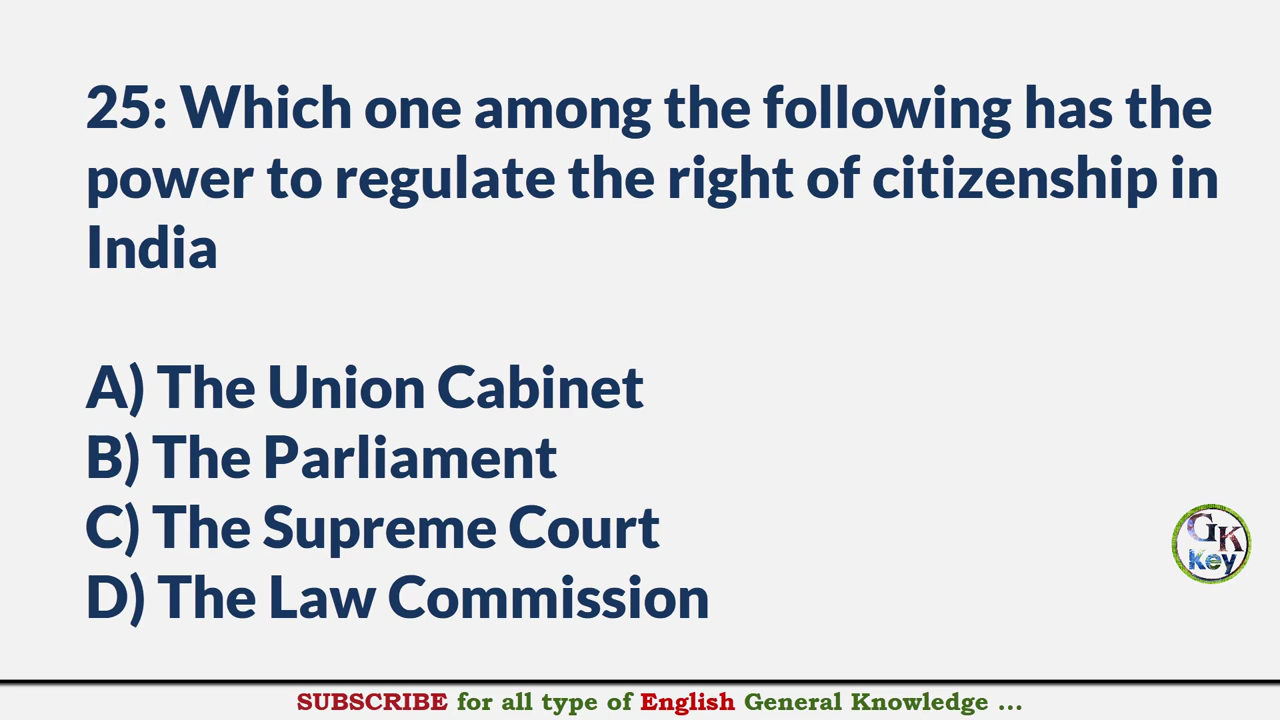 25: Which one among the following has the
power to regulate the right of citizenship in
India
A) The Union Cabinet
B) The Parliament
C) The Supreme Court
D) The Law Commission
GK
key
SUBSCRIBE for all type of English General Knowledge ...